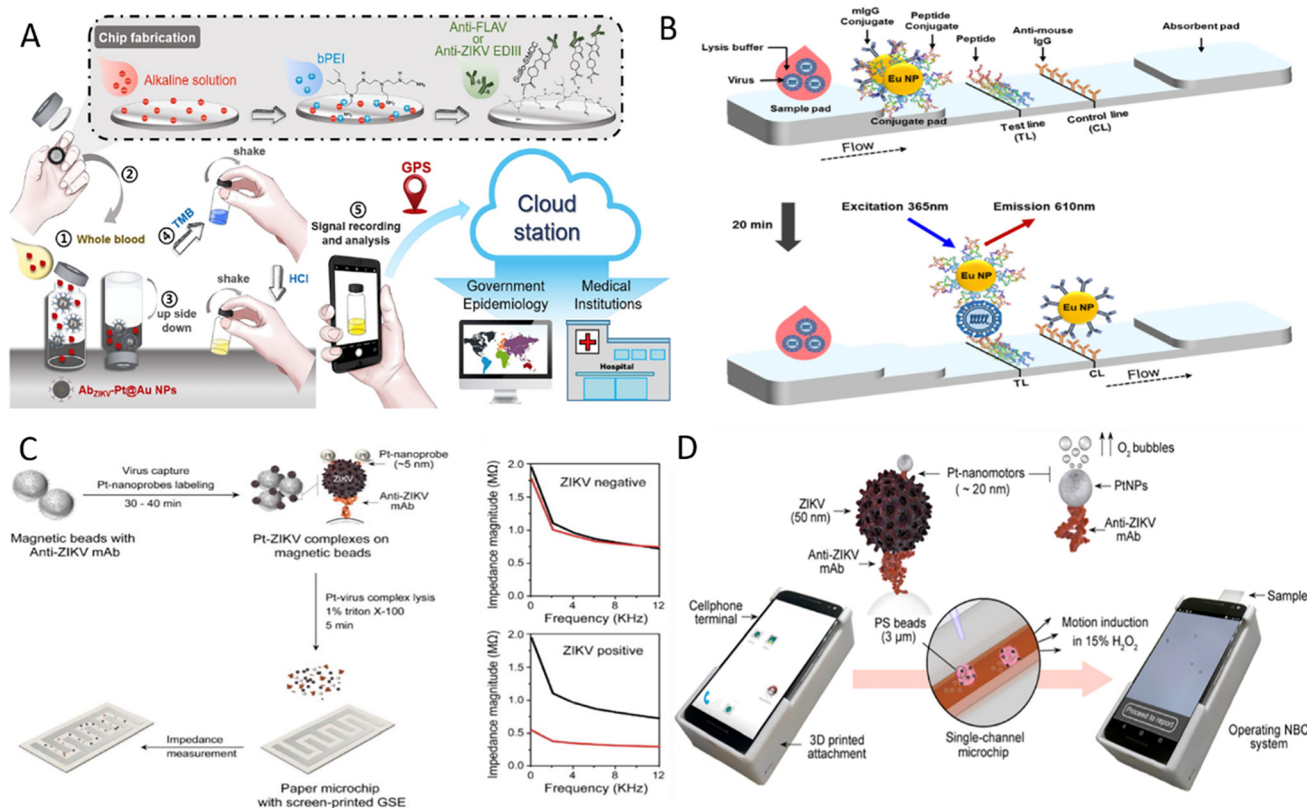 A
Chip fabrication
Alkaline solution
bPEI
Anti-FLAV
or
Anti-ZIKV EDIII
Sulfo-SMCC
NH₂
shake
②
① Whole blood
④ TMB
③
up side
down
shake
HCl
⑤
Signal recording
and analysis
GPS
Cloud
station
Government
Epidemiology
Medical
Institutions
Hospital
Ab_ZIKV-Pt@Au NPs
B
Lysis buffer
Virus
Sample pad
mIgG
Conjugate
Peptide
Conjugate
Eu NP
Conjugate pad
Peptide
Anti-mouse
IgG
Absorbent pad
Test line
(TL)
Control line
(CL)
Flow
20 min
Excitation 365nm
Emission 610nm
Eu NP
Eu NP
TL
CL
Flow
C
Virus capture
Pt-nanoprobes labeling
30 - 40 min
Magnetic beads with
Anti-ZIKV mAb
Pt-nanoprobe
(~5 nm)
ZIKV
Anti-ZIKV
mAb
Pt-ZIKV complexes on
magnetic beads
Pt-virus complex lysis
1% triton X-100
5 min
Impedance
measurement
Paper microchip
with screen-printed GSE
Impedance magnitude (MΩ)
2.0
1.5
1.0
0.5
0.0
ZIKV negative
0 4 8 12
Frequency (KHz)
Impedance magnitude (MΩ)
2.0
1.5
1.0
0.5
0.0
ZIKV positive
0 4 8 12
Frequency (KHz)
D
ZIKV
(50 nm)
Anti-ZIKV
mAb
Pt-nanomotors
( ~ 20 nm)
O₂ bubbles
PtNPs
Anti-ZIKV
mAb
Cellphone
terminal
PS beads
(3 µm)
Motion induction
in 15% H₂O₂
Sample
3D printed
attachment
Single-channel
microchip
Proceed to report
Operating NBC
system